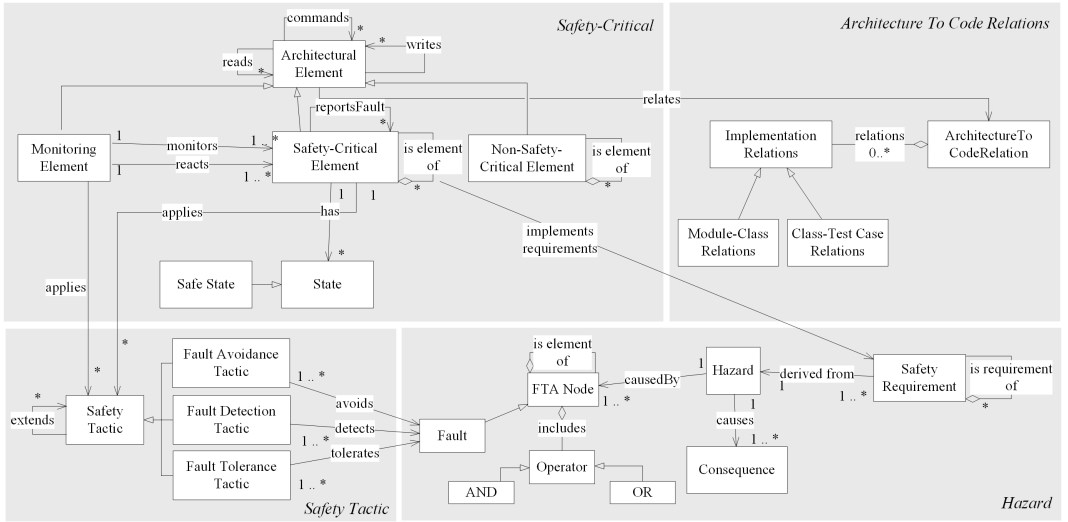 commands
*
Safety-Critical
Architecture To Code Relations
*
writes
reads
Architectural
Element
*
relates
reportsFault
*
1
monitors
1 .. *
Monitoring
Element
Safety-Critical
Element
is element
of
*
Non-Safety-
Critical Element
is element
of
*
Implementation
Relations
relations
0..*
ArchitectureTo
CodeRelation
1
reacts
1 .. *
1
1
applies
has
*
implements
requirements
Module-Class
Relations
Class-Test Case
Relations
Safe State
State
applies
*
*
Fault Avoidance
Tactic
1 .. *
avoids
is element
of
FTA Node
1 .. *
causedBy
1
Hazard
derived from
1
1 .. *
Safety
Requirement
is requirement
of
*
*
extends
Safety
Tactic
Fault Detection
Tactic
detects
1 .. *
tolerates
Fault
includes
1
causes
1 .. *
Fault Tolerance
Tactic
1 .. *
Operator
Consequence
AND
OR
Safety Tactic
Hazard